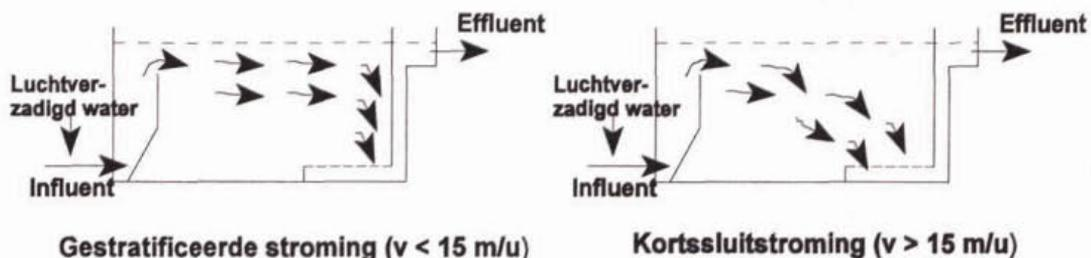 Effluent
Luchtver-
zadigd water
Influent
Gestratificeerde stroming (v < 15 m/u)
Effluent
Luchtver-
zadigd water
Influent
Kortssluitstroming (v > 15 m/u)